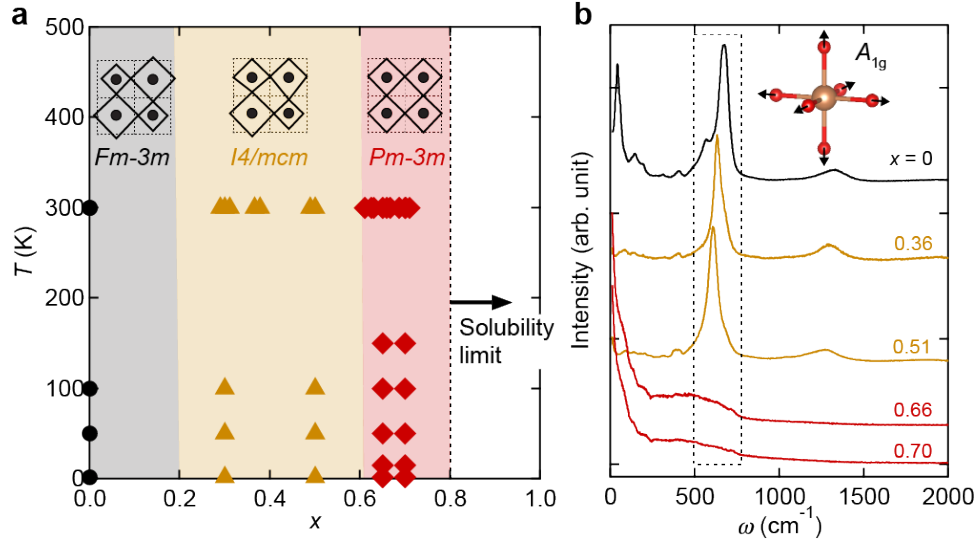 a
500
400
300
200
100
0
T (K)
0.0
0.2
0.4
0.6
0.8
1.0
x
Fm-3m
I4/mcm
Pm-3m
Solubility
limit
b
A1g
x = 0
0.36
0.51
0.66
0.70
Intensity (arb. unit)
0
500
1000
1500
2000
ω (cm⁻¹)